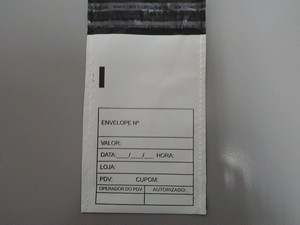 ENVELOPE Nº
VALOR:
DATA:___/___/___ HORA:
LOJA:
PDV: CUPOM:
OPERADOR DO PDV: AUTORIZADO: